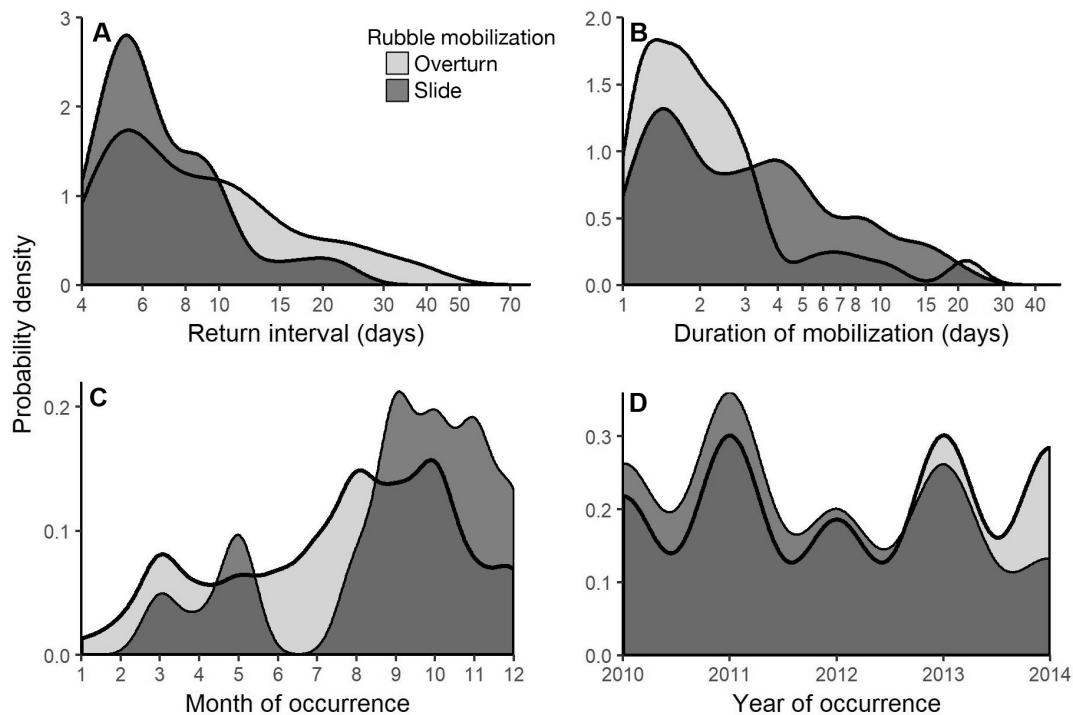 Probability density
A
Rubble mobilization
Overturn
Slide
3
2
1
0
4 6 8 10 15 20 30 40 50 70
Return interval (days)
B
2.0
1.5
1.0
0.5
0.0
1 2 3 4 5 6 7 8 10 15 20 30 40
Duration of mobilization (days)
C
0.2
0.1
0.0
1 2 3 4 5 6 7 8 9 10 11 12
Month of occurrence
D
0.3
0.2
0.1
0.0
2010 2011 2012 2013 2014
Year of occurrence